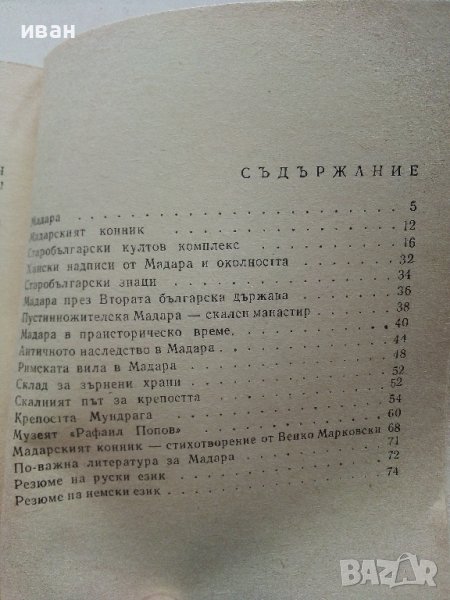 иван
СЪДЪРЖАНИЕ
Мадара . . . 5
Мадарският конник . . . 12
Старобългарски култов комплекс . . . 16
Хански надписи от Мадара и околността . . . 32
Старобългарски знаци . . . 34
Мадара през Втората българска държава . . . 36
Пустинножителска Мадара — скален манастир . . . 38
Мадара в праисторическо време. . . . 40
Античното наследство в Мадара . . . 44
Римската вила в Мадара . . . 48
Склад за зърнени храни . . . 52
Скалният път за крепостта . . . 52
Крепостта Мундрага . . . 54
Музеят «Рафаил Попов» . . . 60
Мадарският конник — стихотворение от Венко Марковски 68
По-важна литература за Мадара . . . 71
Резюме на руски език . . . 72
Резюме на немски език . . . 74
BAZAR